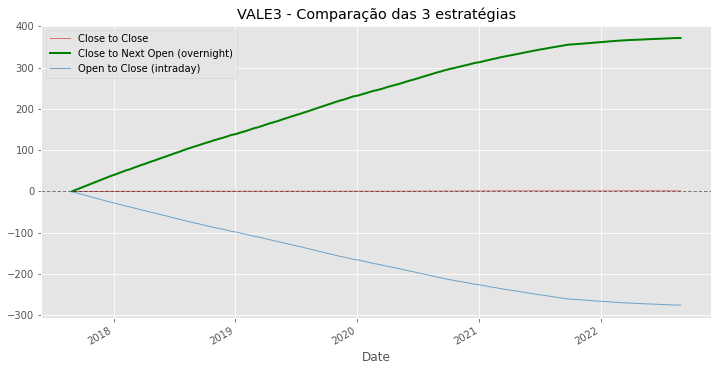 VALE3 - Comparação das 3 estratégias
400
300
200
100
0
−100
−200
−300
Close to Close
Close to Next Open (overnight)
Open to Close (intraday)
2018
2019
2020
2021
2022
Date